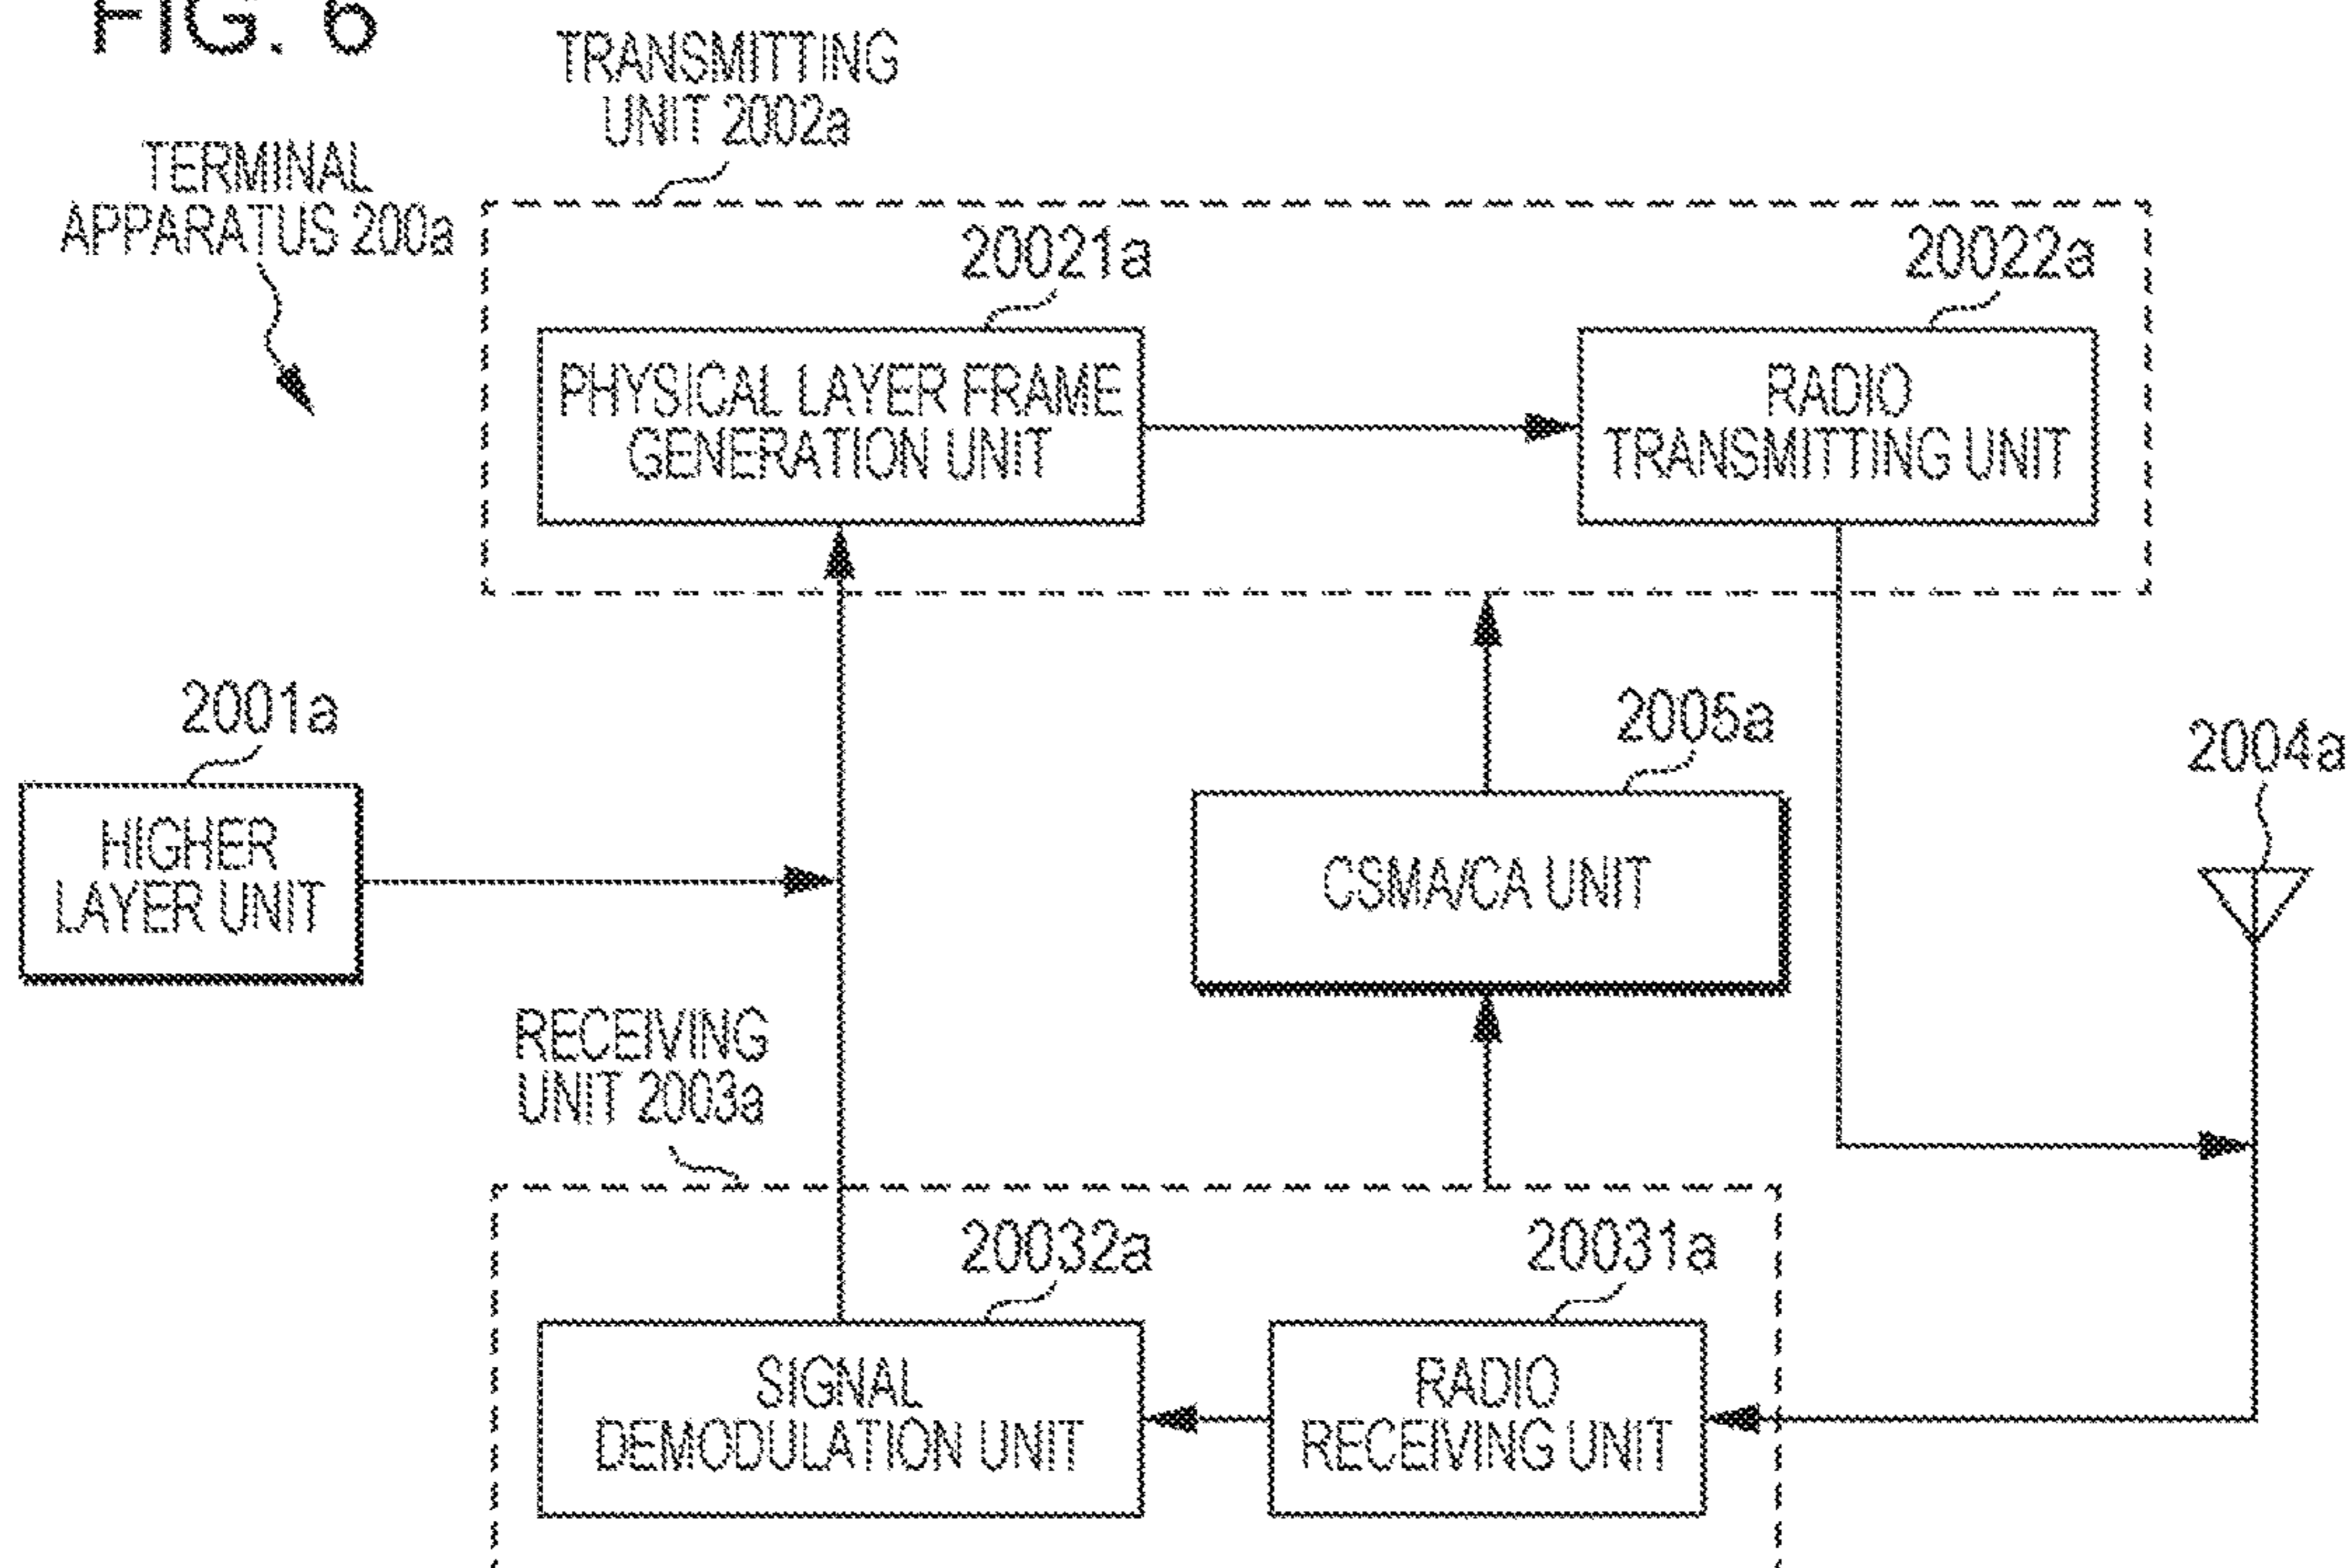 FIG. 6
TRANSMITTING
UNIT 2002a
TERMINAL
APPARATUS 200a
20021a
20022a
PHYSICAL LAYER FRAME
GENERATION UNIT
RADIO
TRANSMITTING UNIT
2001a
2005a
2004a
HIGHER
LAYER UNIT
CSMA/CA UNIT
RECEIVING
UNIT 2003a
20032a
20031a
SIGNAL
DEMODULATION UNIT
RADIO
RECEIVING UNIT